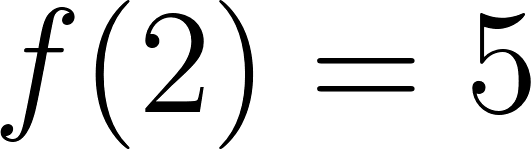 f(2) = 5